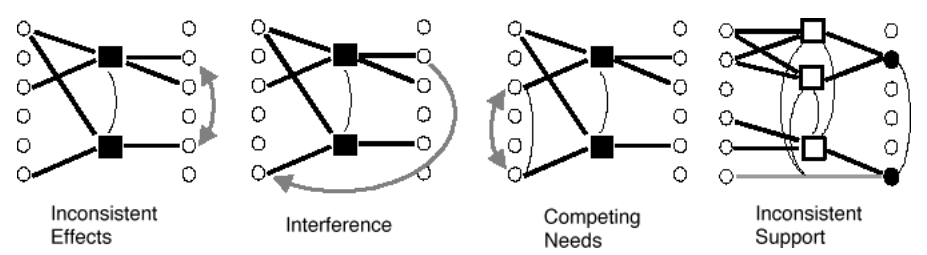 Inconsistent
Effects
Interference
Competing
Needs
Inconsistent
Support